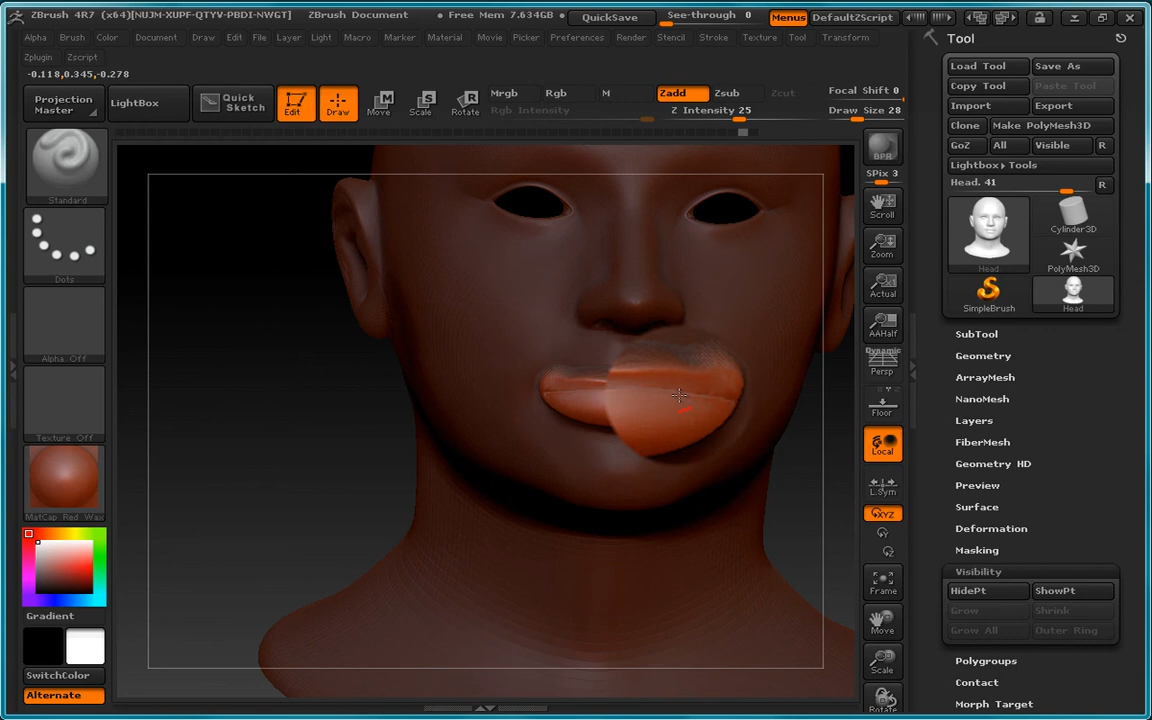 ZBrush 4R7 (x64)[NUJM-XUPF-QTYV-PBDI-NWGT] ZBrush Document • Free Mem 7.634GB • QuickSave See-through 0 Menus DefaultZScript
Alpha Brush Color Document Draw Edit File Layer Light Macro Marker Material Movie Picker Preferences Render Stencil Stroke Texture Tool Transform
Zplugin Zscript
-0.118,0.345,-0.278
Projection Master
LightBox
Quick Sketch
Edit
Draw
Move
Scale
Rotate
Mrgb Rgb M Zadd Zsub Zcut
Rgb Intensity Z Intensity 25
Focal Shift 0
Draw Size 28
Standard
Dots
Alpha Off
Texture Off
MatCap Red Wax
Gradient
SwitchColor
Alternate
BPR
SPix 3
Scroll
Zoom
Actual
AAHalf
Dynamic
Persp
Floor
Local
L.Sym
XYZ
Frame
Move
Scale
Rotate
Tool
Load Tool Save As
Copy Tool Paste Tool
Import Export
Clone Make PolyMesh3D
GoZ All Visible R
Lightbox▸Tools
Head. 41 R
Head
Cylinder3D
PolyMesh3D
SimpleBrush
Head
SubTool
Geometry
ArrayMesh
NanoMesh
Layers
FiberMesh
Geometry HD
Preview
Surface
Deformation
Masking
Visibility
HidePt ShowPt
Grow Shrink
Grow All Outer Ring
Polygroups
Contact
Morph Target